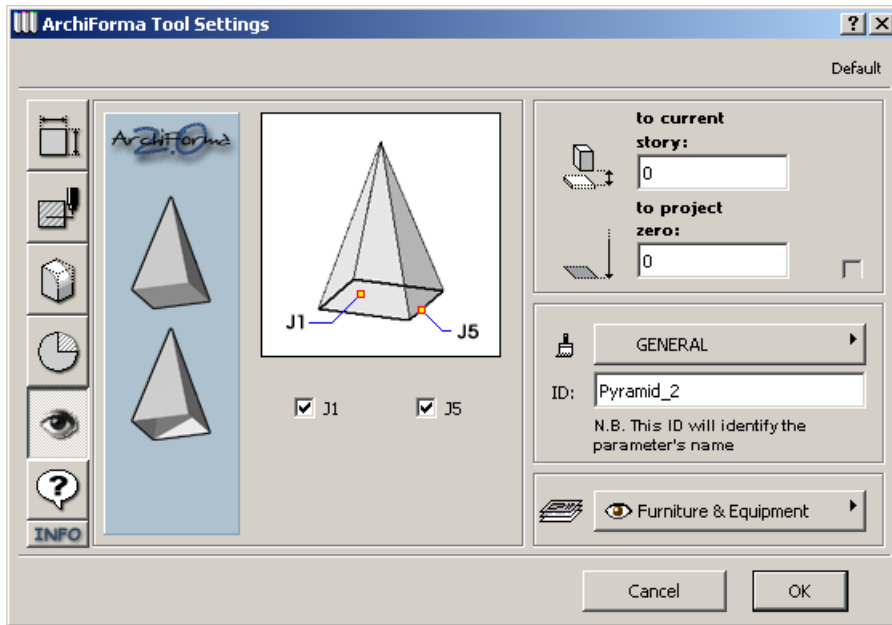 ArchiForma Tool Settings
Default
ArchiForma
2.0
INFO
J1
J5
J1
J5
to current
story:
0
to project
zero:
0
GENERAL
ID:
Pyramid_2
N.B. This ID will identify the
parameter's name
Furniture & Equipment
Cancel
OK